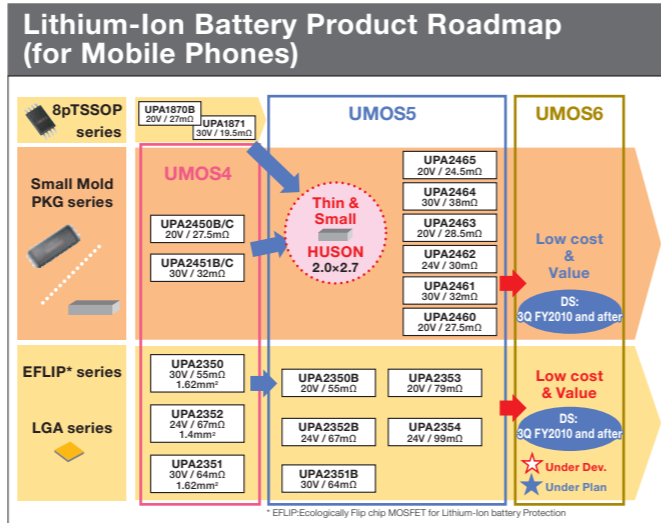 Lithium-Ion Battery Product Roadmap
(for Mobile Phones)
8pTSSOP
series
UPA1870B
20V / 27mΩ
UPA1871
30V / 19.5mΩ
UMOS5
UMOS6
Small Mold
PKG series
UMOS4
UPA2450B/C
20V / 27.5mΩ
UPA2451B/C
30V / 32mΩ
Thin &
Small
HUSON
2.0×2.7
UPA2465
20V / 24.5mΩ
UPA2464
30V / 38mΩ
UPA2463
20V / 28.5mΩ
UPA2462
24V / 30mΩ
UPA2461
30V / 32mΩ
UPA2460
20V / 27.5mΩ
Low cost
&
Value
DS:
3Q FY2010 and after
EFLIP* series
LGA series
UPA2350
30V / 55mΩ
1.62mm²
UPA2352
24V / 67mΩ
1.4mm²
UPA2351
30V / 64mΩ
1.62mm²
UPA2350B
20V / 55mΩ
UPA2353
20V / 79mΩ
UPA2352B
24V / 67mΩ
UPA2354
24V / 99mΩ
UPA2351B
30V / 64mΩ
Low cost
& Value
DS:
3Q FY2010 and after
Under Dev.
Under Plan
* EFLIP:Ecologically Flip chip MOSFET for Lithium-Ion battery Protection